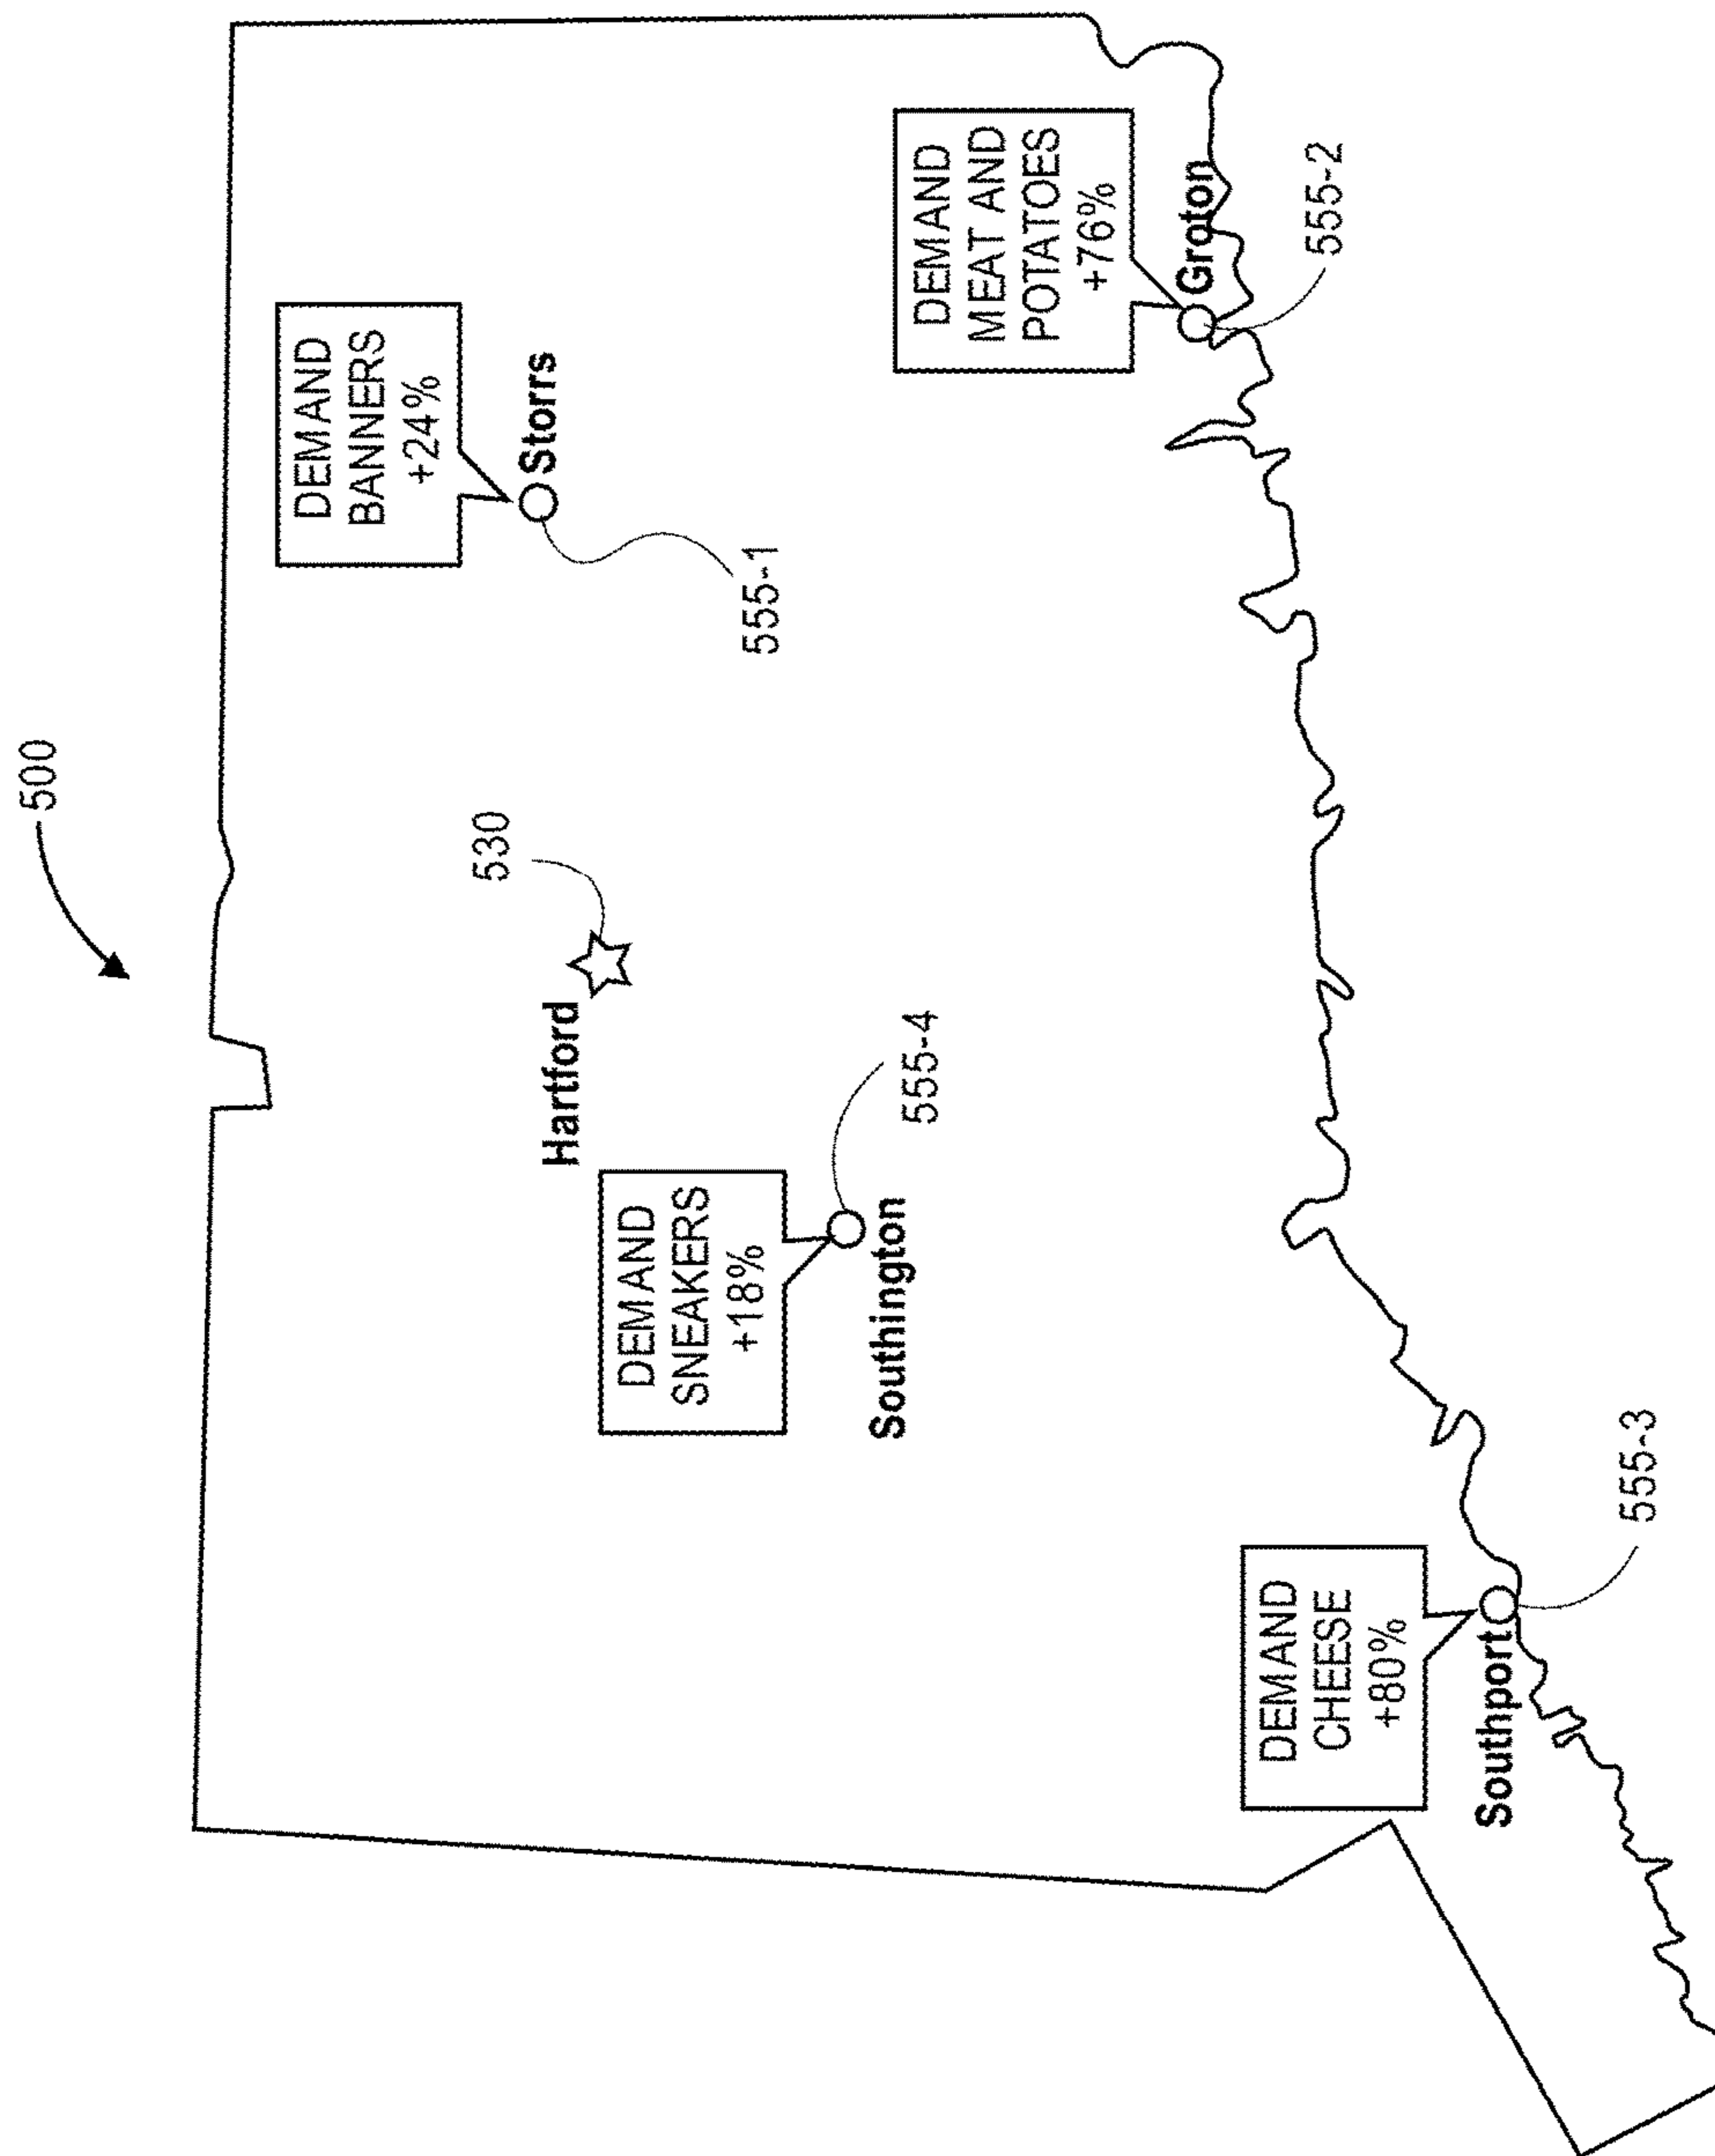 500
DEMAND
BANNERS
+24%
Storrs
555-1
530
Hartford
DEMAND
SNEAKERS
+18%
Southington
555-4
DEMAND
MEAT AND
POTATOES
+76%
Groton
555-2
DEMAND
CHEESE
+80%
Southport
555-3